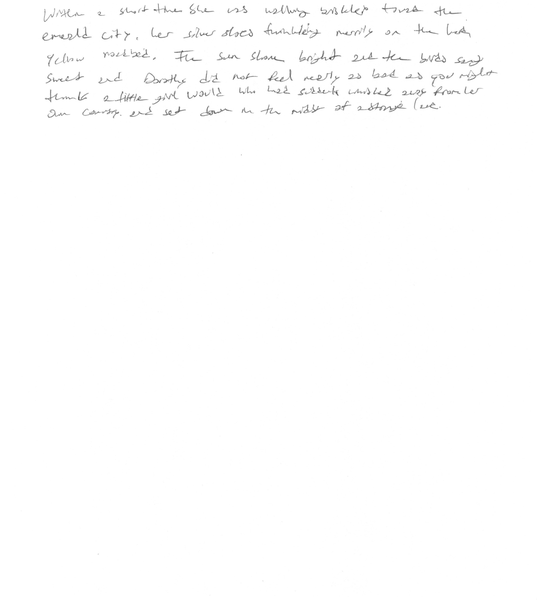 Within a short time she was walking briskly toward the
emerald city, her silver shoes twinkling merrily on the hard
yellow roadbed. The sun shone bright and the birds sang
sweet and Dorothy did not feel nearly as bad as you might
think a little girl would who had suddenly whisked away from her
own country and set down in the midst of a strange land.